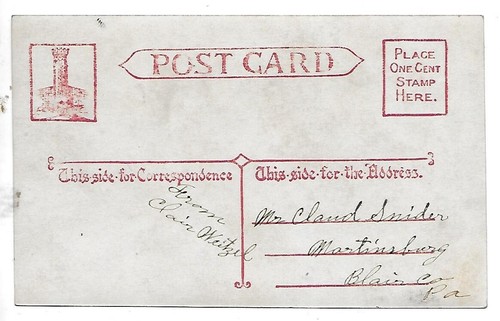 POST CARD
PLACE
ONE CENT
STAMP
HERE.
This·side·for·Correspondence
This·side·for·the·Address.
From
Clair Weitzel
Mr Claud Snider
Martinsburg
Blair Co
Pa